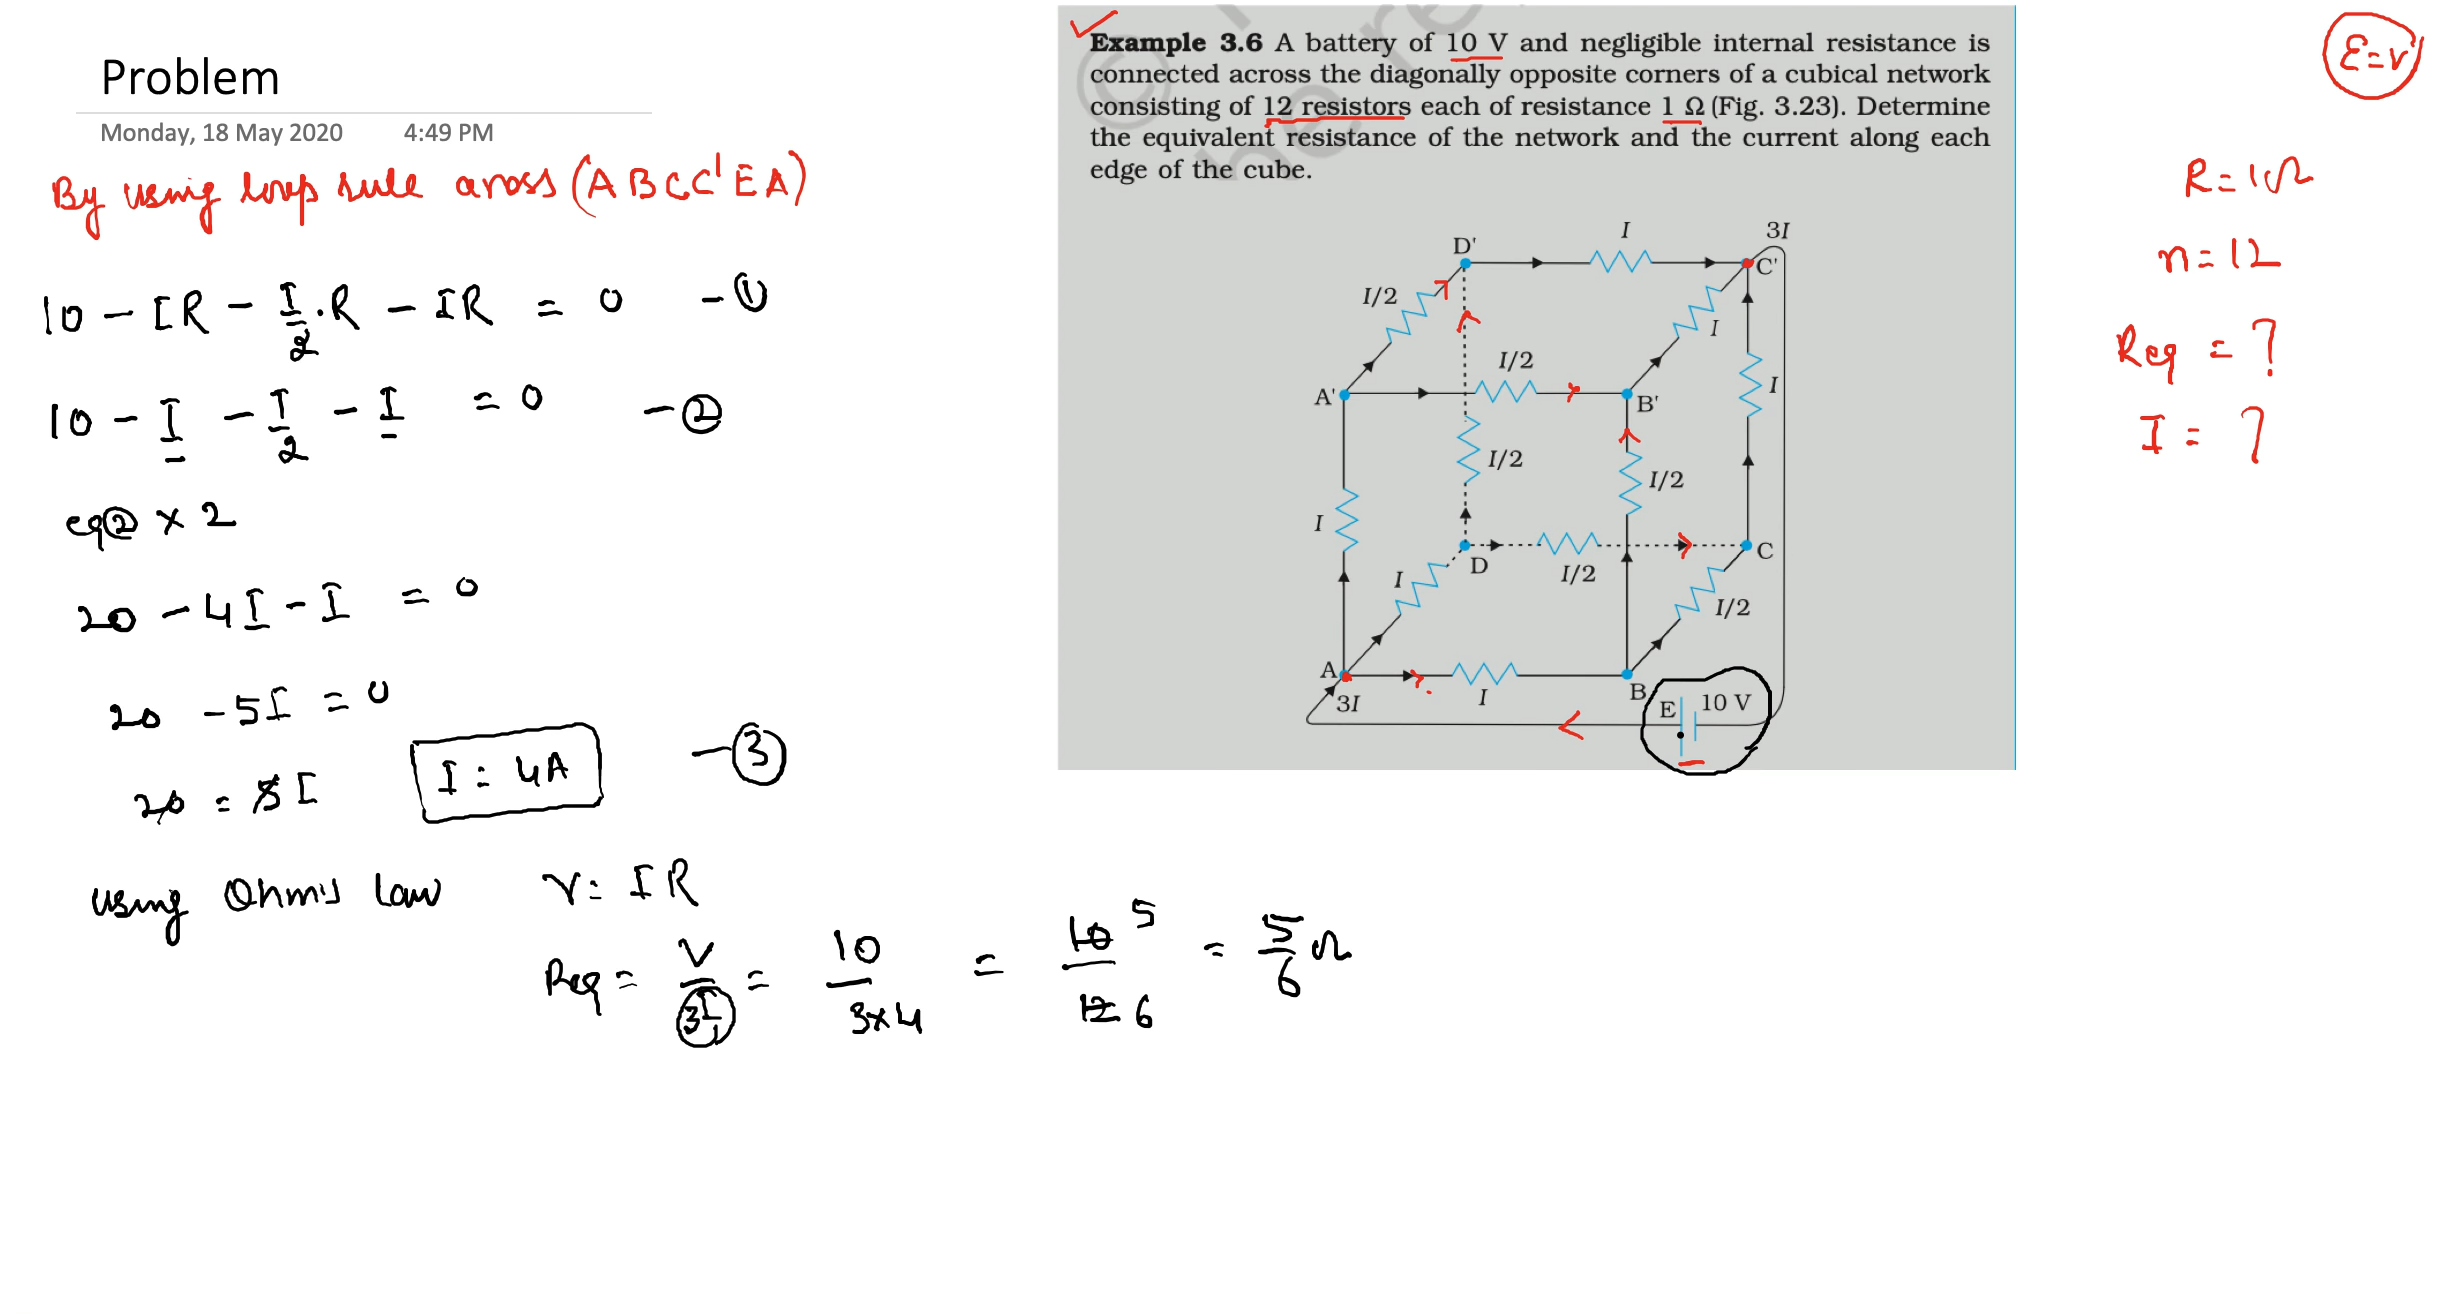 Problem
Monday, 18 May 2020 4:49 PM
By using loop rule across (ABCC'EA)
10 - IR - I/2 . R - IR = 0 - ①
10 - I - I/2 - I = 0 - ②
eq② × 2
20 - 4I - I = 0
20 - 5I = 0
20 = 5I
I = 4A - ③
using Ohm's law V = IR
Req = V/3I = 10/3×4 = 10 5/12 6 = 5/6 Ω
Example 3.6 A battery of 10 V and negligible internal resistance is
connected across the diagonally opposite corners of a cubical network
consisting of 12 resistors each of resistance 1 Ω (Fig. 3.23). Determine
the equivalent resistance of the network and the current along each
edge of the cube.
D' I 3I
C'
I/2 I
I/2
A' B' I
I/2 I/2
I
D C
I I/2 I/2
A B
3I I E 10 V
ε = V
R = 1Ω
n = 12
Req = ?
I = ?